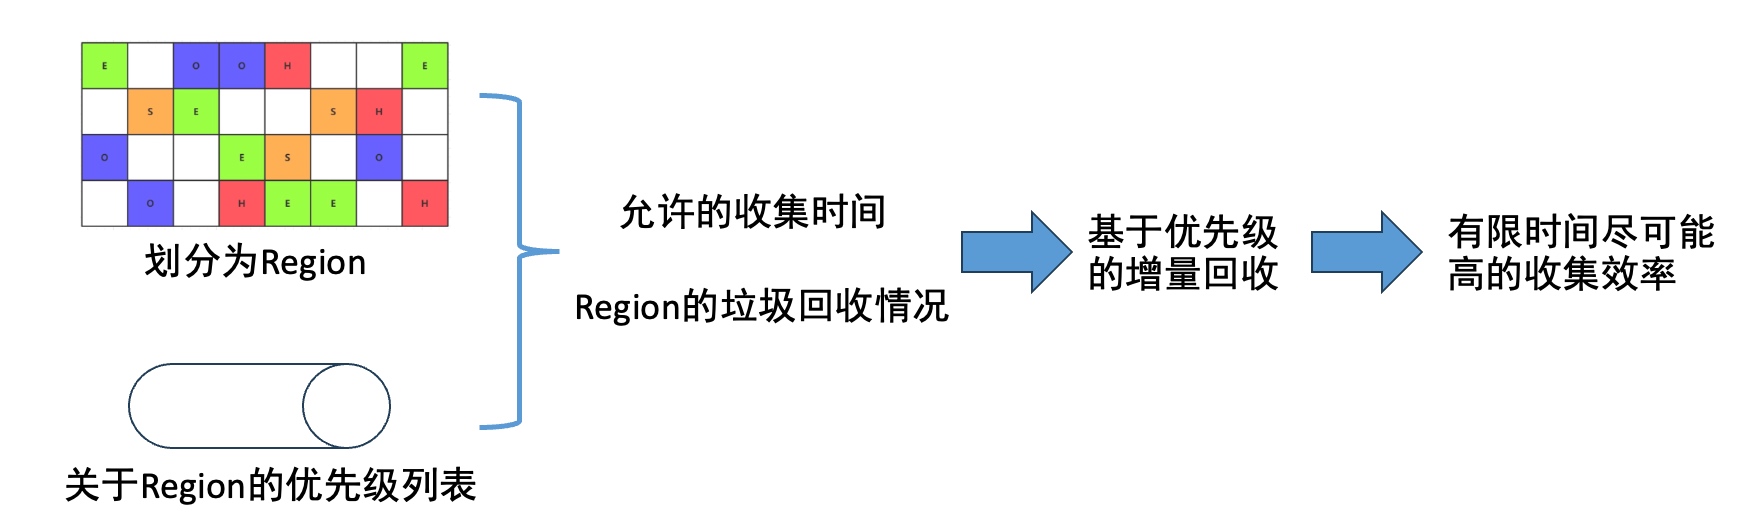 E O O H E
S E S H
O E S O
O H E E H
划分为Region
关于Region的优先级列表
允许的收集时间
Region的垃圾回收情况
基于优先级
的增量回收
有限时间尽可能
高的收集效率